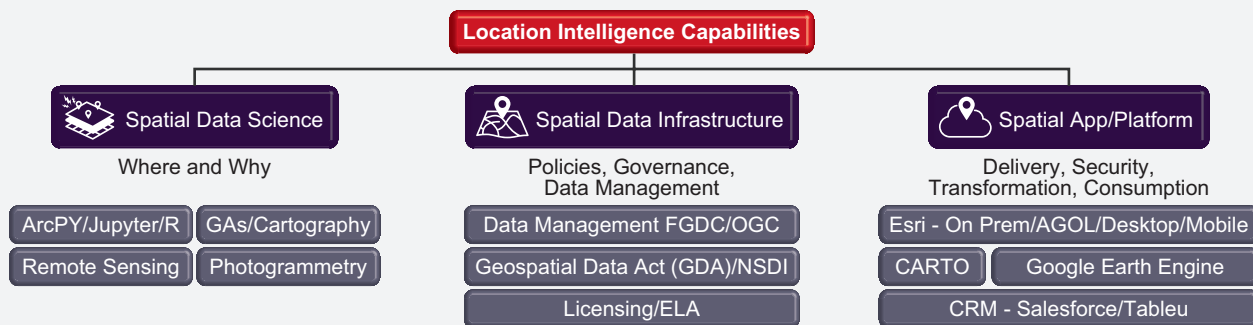 Location Intelligence Capabilities
Spatial Data Science
Where and Why
ArcPY/Jupyter/R
GAs/Cartography
Remote Sensing
Photogrammetry
Spatial Data Infrastructure
Policies, Governance,
Data Management
Data Management FGDC/OGC
Geospatial Data Act (GDA)/NSDI
Licensing/ELA
Spatial App/Platform
Delivery, Security,
Transformation, Consumption
Esri - On Prem/AGOL/Desktop/Mobile
CARTO
Google Earth Engine
CRM - Salesforce/Tableu